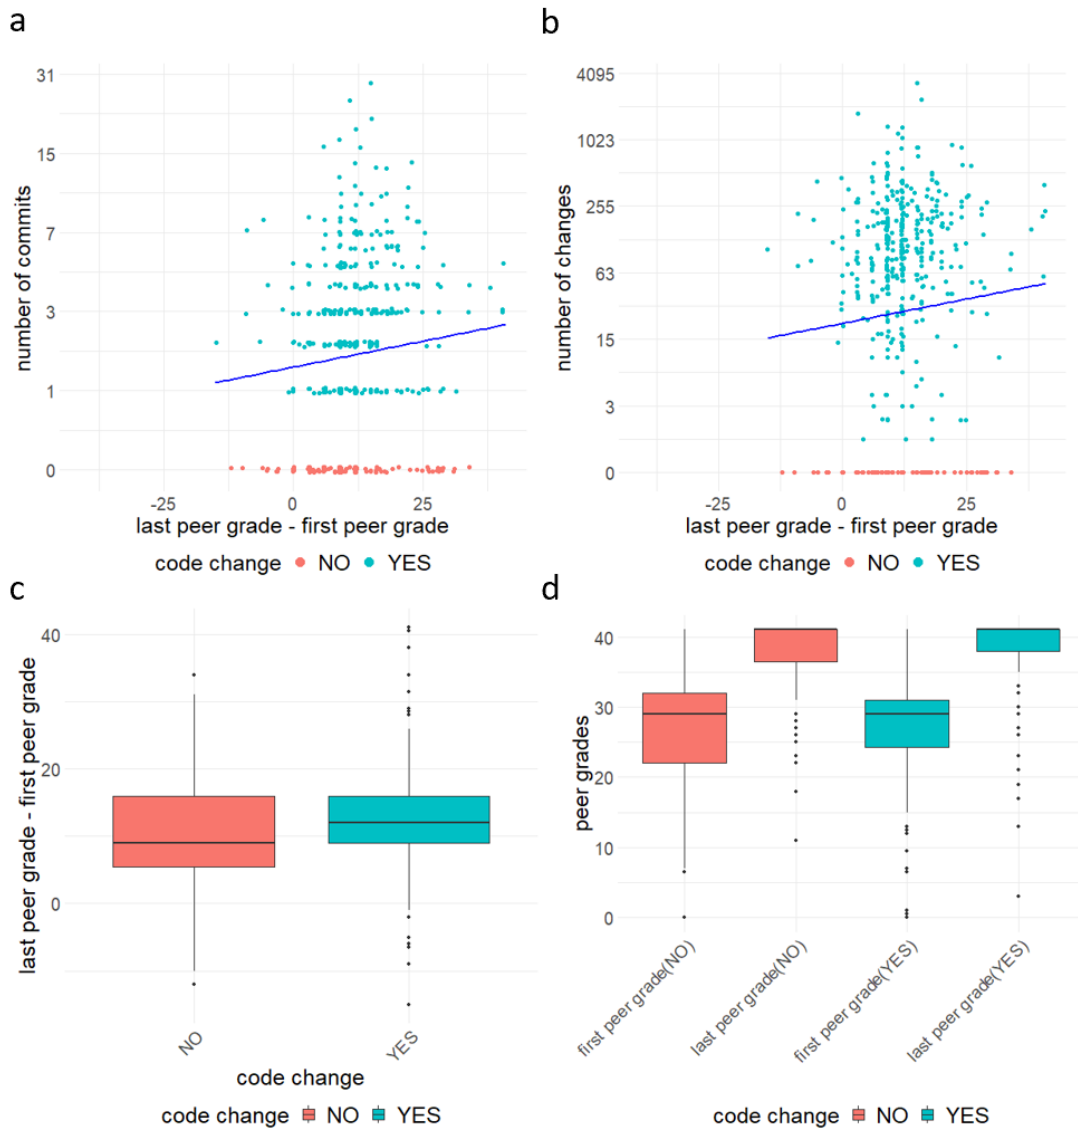 a
number of commits
31
15
7
3
1
0
-25 0 25
last peer grade - first peer grade
code change NO YES
b
number of changes
4095
1023
255
63
15
3
0
-25 0 25
last peer grade - first peer grade
code change NO YES
c
last peer grade - first peer grade
40
20
0
NO YES
code change
code change NO YES
d
peer grades
40
30
20
10
0
first peer grade(NO)
last peer grade(NO)
first peer grade(YES)
last peer grade(YES)
code change NO YES